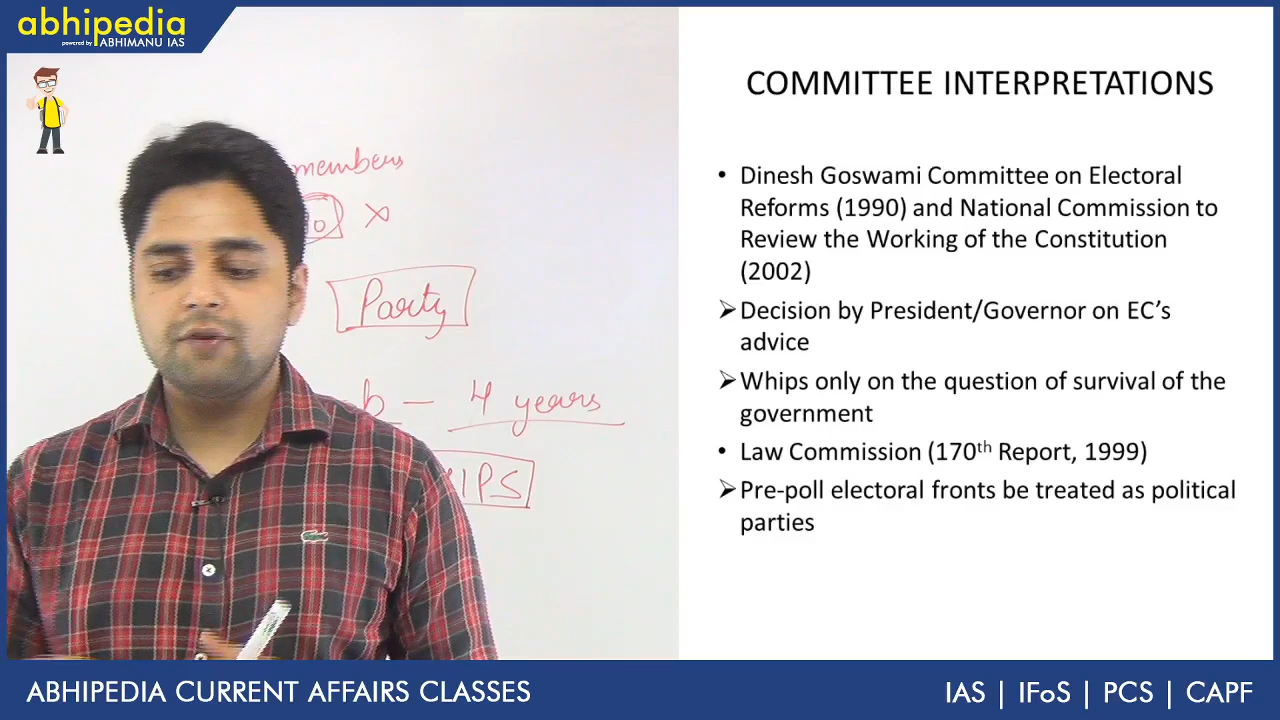 abhipedia
powered by ABHIMANU IAS
members
Party
b – 4 years
IPS
COMMITTEE INTERPRETATIONS
• Dinesh Goswami Committee on Electoral
Reforms (1990) and National Commission to
Review the Working of the Constitution
(2002)
➢ Decision by President/Governor on EC’s
advice
➢ Whips only on the question of survival of the
government
• Law Commission (170th Report, 1999)
➢ Pre-poll electoral fronts be treated as political
parties
ABHIPEDIA CURRENT AFFAIRS CLASSES
IAS | IFoS | PCS | CAPF